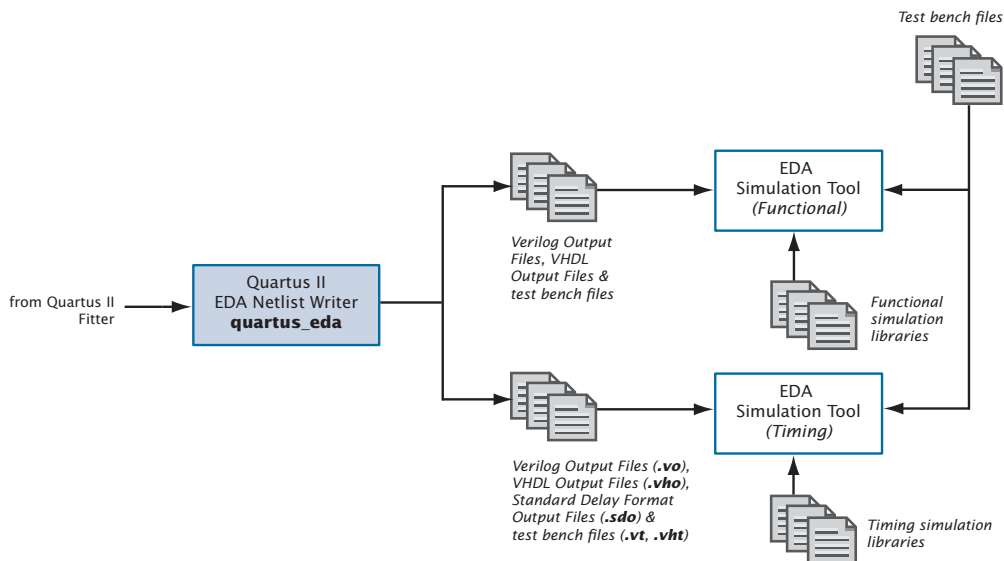 Test bench files
EDA
Simulation Tool
(Functional)
Verilog Output
Files, VHDL
Output Files &
test bench files
Quartus II
EDA Netlist Writer
quartus_eda
from Quartus II
Fitter
Functional
simulation
libraries
EDA
Simulation Tool
(Timing)
Verilog Output Files (.vo),
VHDL Output Files (.vho),
Standard Delay Format
Output Files (.sdo) &
test bench files (.vt, .vht)
Timing simulation
libraries